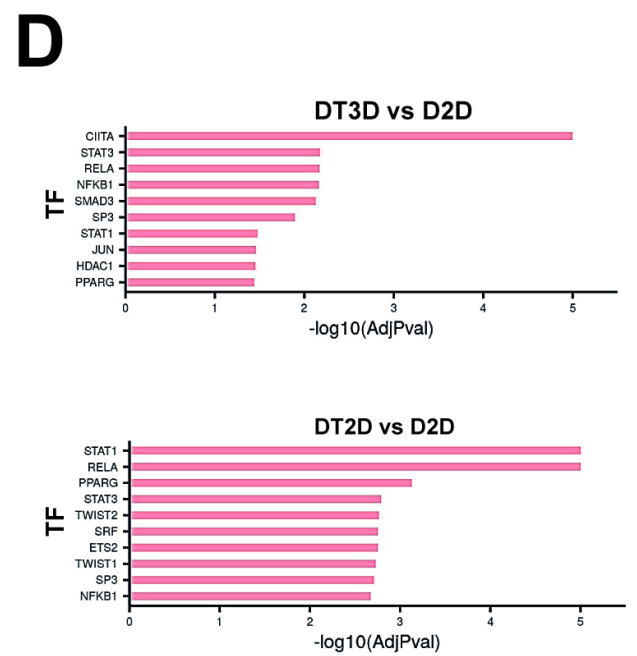 D
DT3D vs D2D
TF
CIITA
STAT3
RELA
NFKB1
SMAD3
SP3
STAT1
JUN
HDAC1
PPARG
0 1 2 3 4 5
-log10(AdjPval)
DT2D vs D2D
TF
STAT1
RELA
PPARG
STAT3
TWIST2
SRF
ETS2
TWIST1
SP3
NFKB1
0 1 2 3 4 5
-log10(AdjPval)